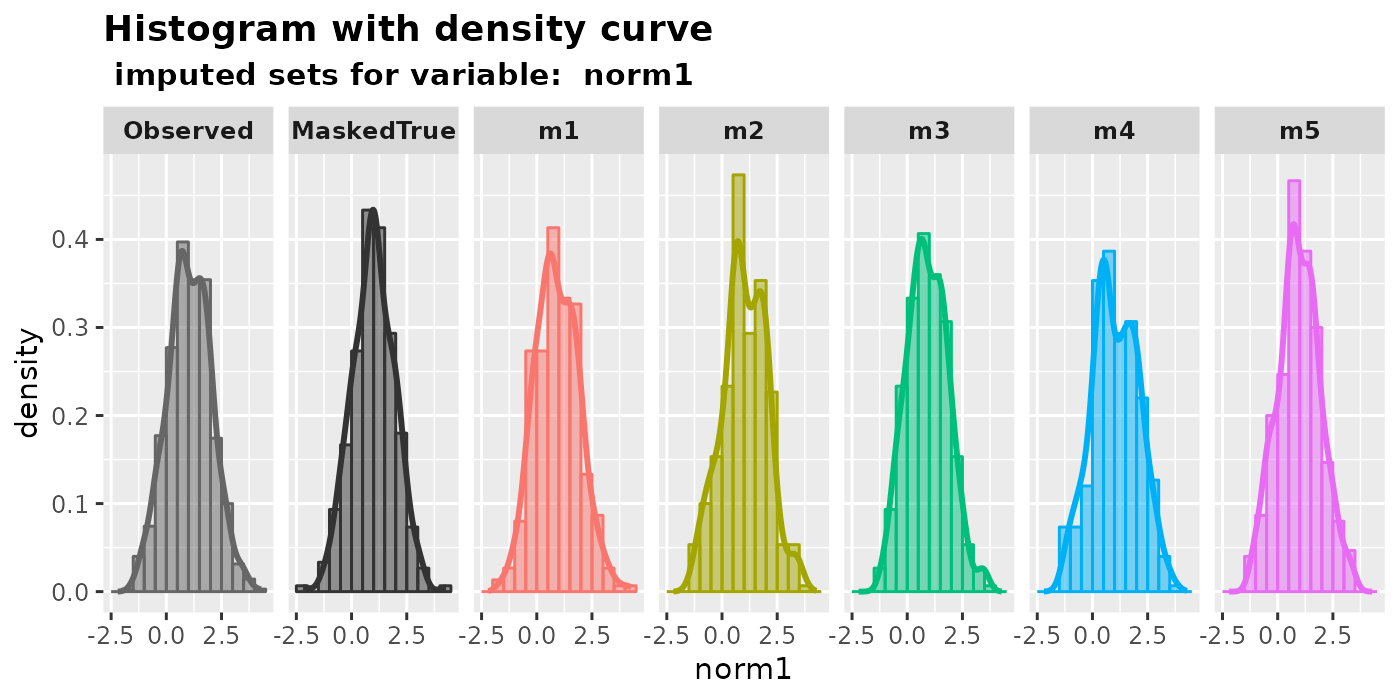 Histogram with density curve
imputed sets for variable:  norm1
Observed MaskedTrue m1 m2 m3 m4 m5
density
0.4
0.3
0.2
0.1
0.0
-2.5 0.0 2.5 -2.5 0.0 2.5 -2.5 0.0 2.5 -2.5 0.0 2.5 -2.5 0.0 2.5 -2.5 0.0 2.5 -2.5 0.0 2.5
norm1